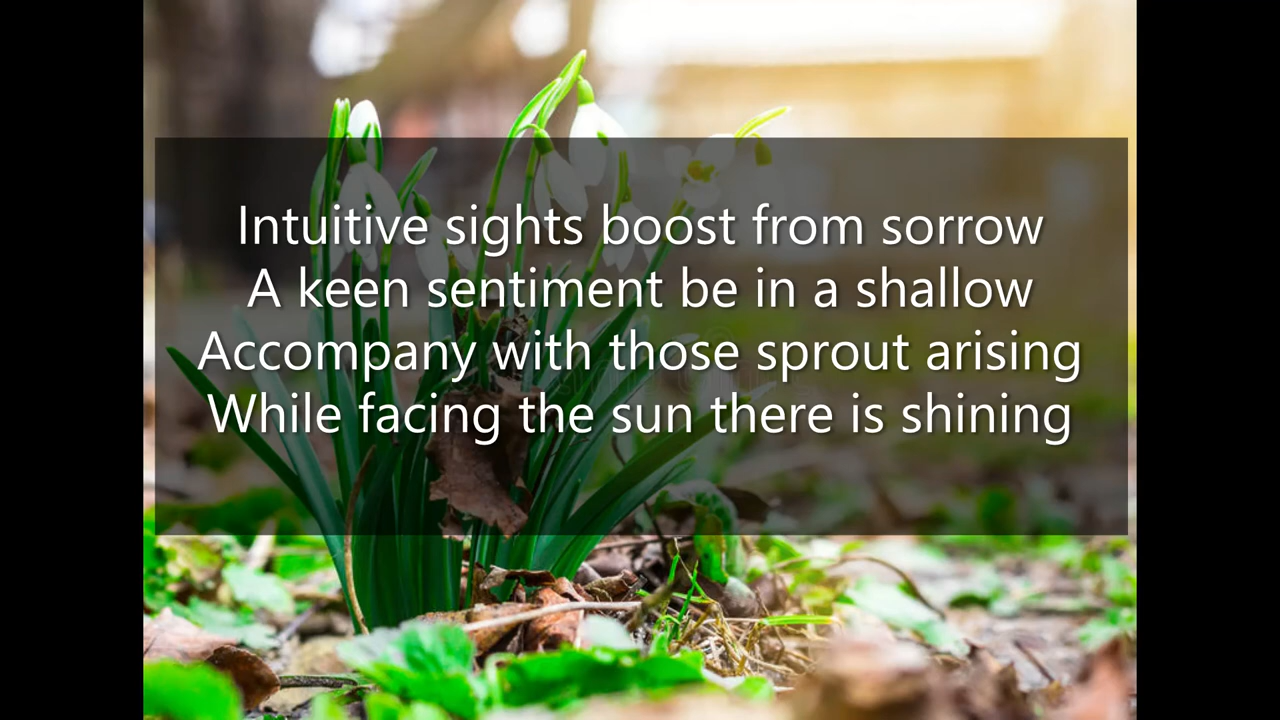 Intuitive sights boost from sorrow
A keen sentiment be in a shallow
Accompany with those sprout arising
While facing the sun there is shining